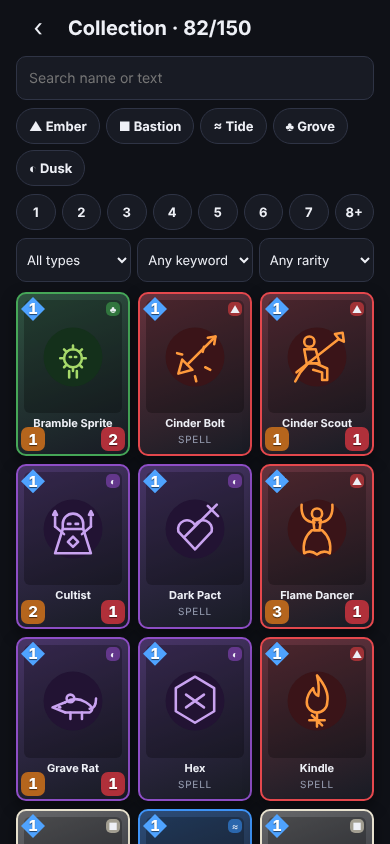 Collection · 82/150
Search name or text
▲ Ember ■ Bastion ≈ Tide ♣ Grove
◖ Dusk
1 2 3 4 5 6 7 8+
All types Any keyword Any rarity
1 ♣ 1 ▲ 1 ▲
Bramble Sprite Cinder Bolt Cinder Scout
1 2 SPELL 1 1
1 ◖ 1 ◖ 1 ▲
Cultist Dark Pact Flame Dancer
2 1 SPELL 3 1
1 ◖ 1 ◖ 1 ▲
Grave Rat Hex Kindle
1 1 SPELL SPELL
1 ■ 1 ≈ 1 ■